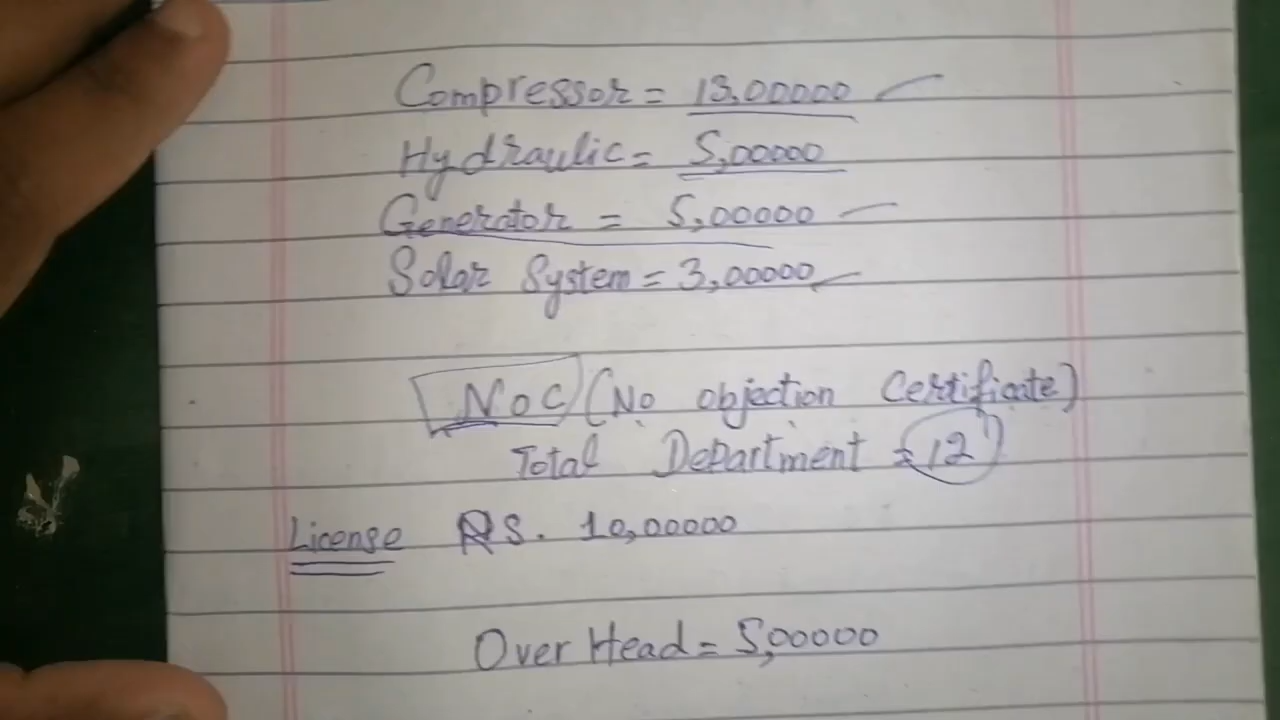 Compressor = 13,00000
Hydraulic = 5,00000
Generator = 5,00000
Solar System = 3,00000
NOC (No objection Certificate)
Total Department = 12
License RS. 10,00000
Over Head = 5,00000